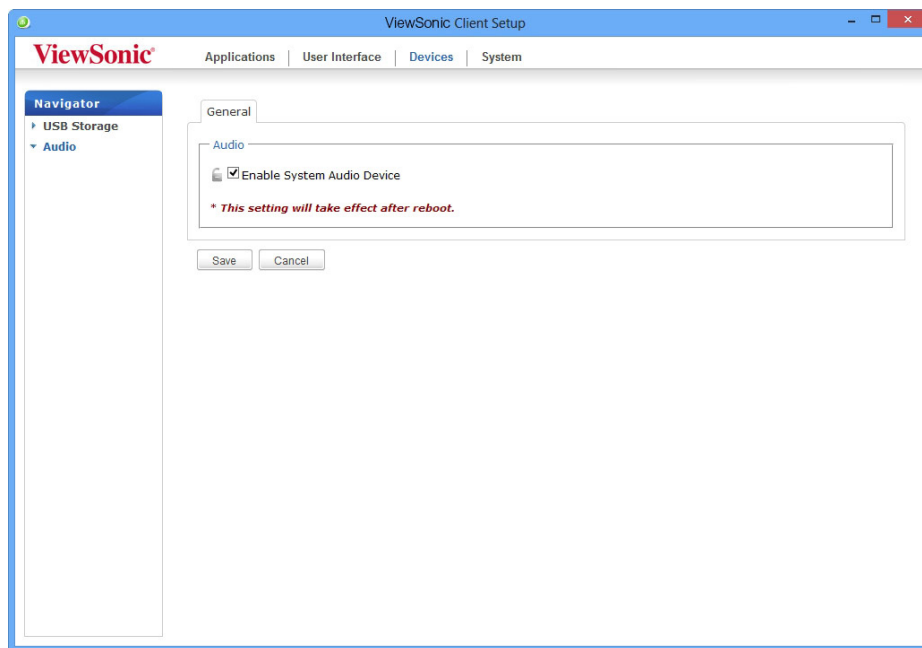 ViewSonic Client Setup
ViewSonic®
Applications | User Interface | Devices | System
Navigator
USB Storage
Audio
General
Audio
Enable System Audio Device
* This setting will take effect after reboot.
Save Cancel